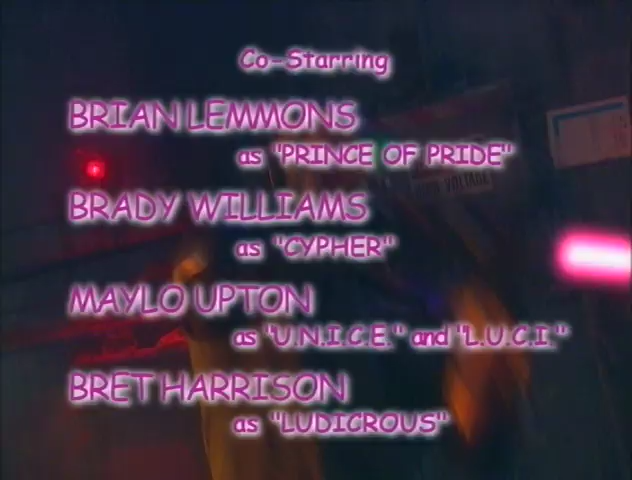 Co-Starring
BRIAN LEMMONS
as "PRINCE OF PRIDE"
VOLTAGE
BRADY WILLIAMS
as "CYPHER"
MAYLO UPTON
as "U.N.I.C.E." and "L.U.C.I."
BRET HARRISON
as "LUDICROUS"